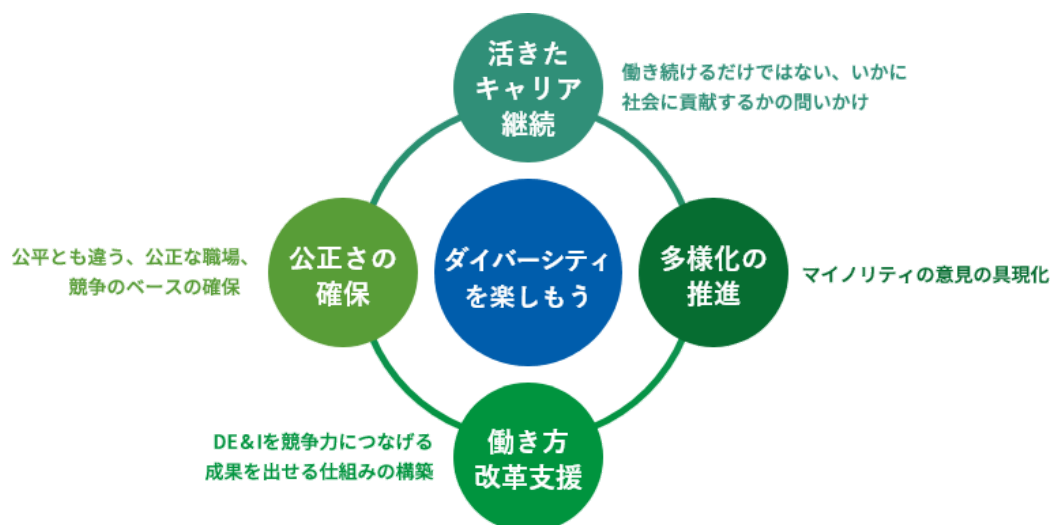 活きた
キャリア
継続
働き続けるだけではない、いかに
社会に貢献するかの問いかけ
公平とも違う、公正な職場、
競争のベースの確保
公正さの
確保
ダイバーシティ
を楽しもう
多様化の
推進
マイノリティの意見の具現化
DE&Iを競争力につなげる
成果を出せる仕組みの構築
働き方
改革支援